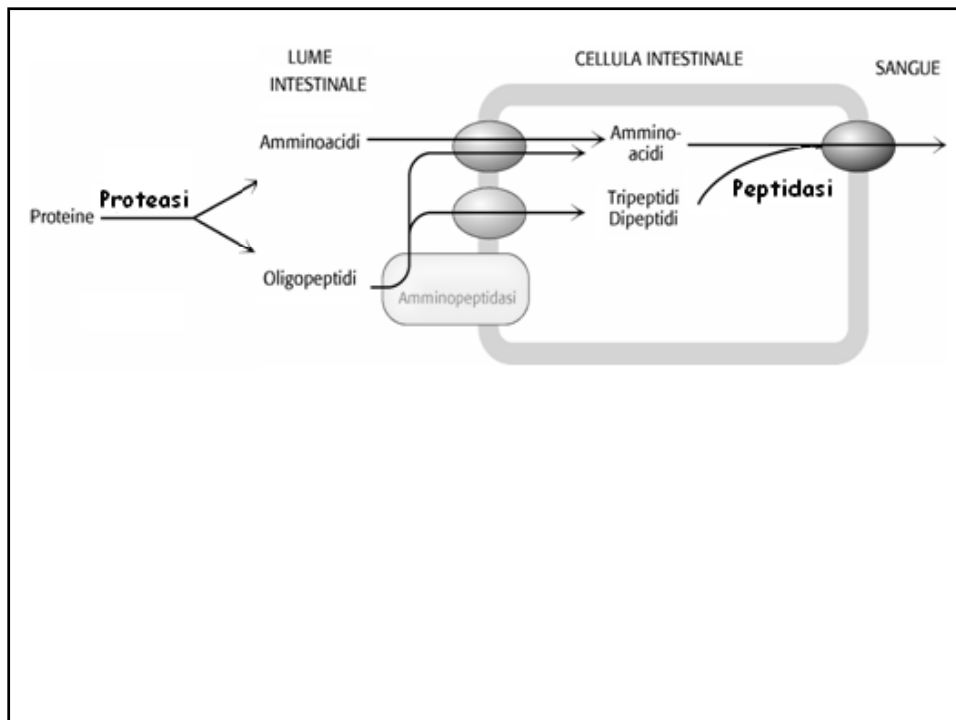 LUME
INTESTINALE
CELLULA INTESTINALE
SANGUE
Amminoacidi
Ammino-
acidi
Proteasi
Peptidasi
Proteine
Tripeptidi
Dipeptidi
Oligopeptidi
Amminopeptidasi